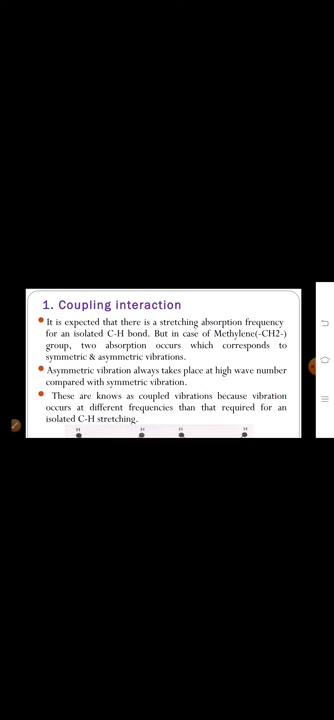 1. Coupling interaction
It is expected that there is a stretching absorption frequency
for an isolated C-H bond. But in case of Methylene(-CH2-)
group, two absorption occurs which corresponds to
symmetric & asymmetric vibrations.
Asymmetric vibration always takes place at high wave number
compared with symmetric vibration.
These are knows as coupled vibrations because vibration
occurs at different frequencies than that required for an
isolated C-H stretching.
H H H H